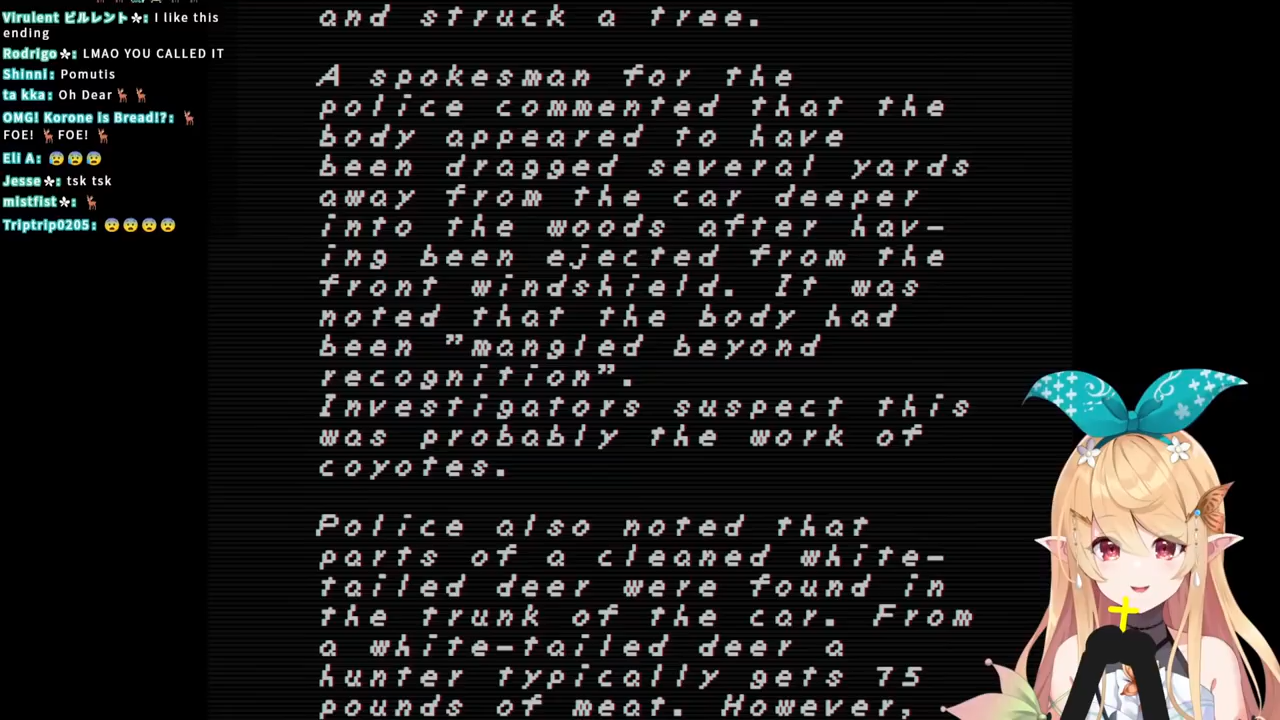 Virulent ビルレント: I like this
ending
Rodrigo: LMAO YOU CALLED IT
Shinni: Pomutis
ta kka: Oh Dear🦌 🦌
OMG! Korone is Bread!?: 🦌
FOE! 🦌FOE! 🦌
Eli A: 😰😰😰
Jesse: tsk tsk
mistfist: 🦌
Triptrip0205: 😨😨😨😨
and struck a tree.
A spokesman for the
police commented that the
body appeared to have
been dragged several yards
away from the car deeper
into the woods after hav-
ing been ejected from the
front windshield. It was
noted that the body had
been "mangled beyond
recognition".
Investigators suspect this
was probably the work of
coyotes.
Police also noted that
parts of a cleaned white-
tailed deer were found in
the trunk of the car. From
a white-tailed deer a
hunter typically gets 75
pounds of meat. However,